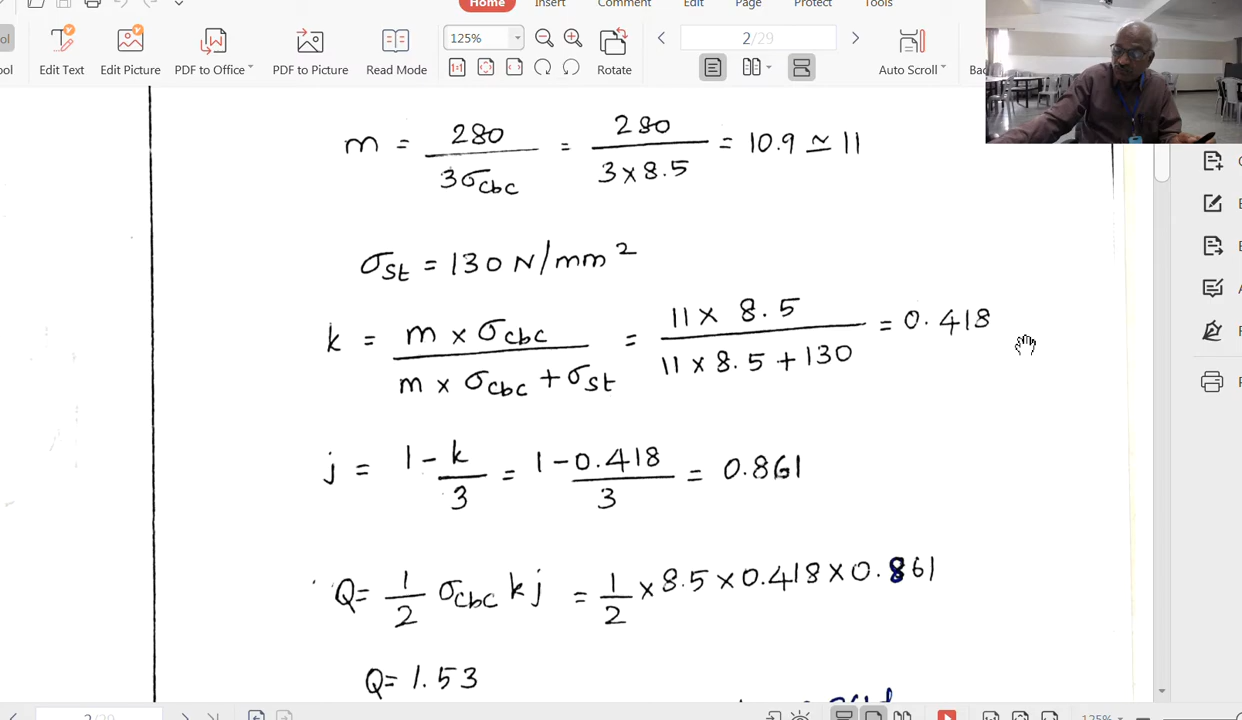 Home Insert Comment Edit Page Protect Tools
125% 2/29
Edit Text Edit Picture PDF to Office PDF to Picture Read Mode Rotate Auto Scroll
m = 280 / 3σcbc = 280 / 3 × 8.5 = 10.9 ≃ 11
σst = 130 N/mm²
k = m × σcbc / m × σcbc + σst = 11 × 8.5 / 11 × 8.5 + 130 = 0.418
j = 1 - k/3 = 1 - 0.418/3 = 0.861
Q = 1/2 σcbc k j = 1/2 × 8.5 × 0.418 × 0.861
Q = 1.53
2/29 125%